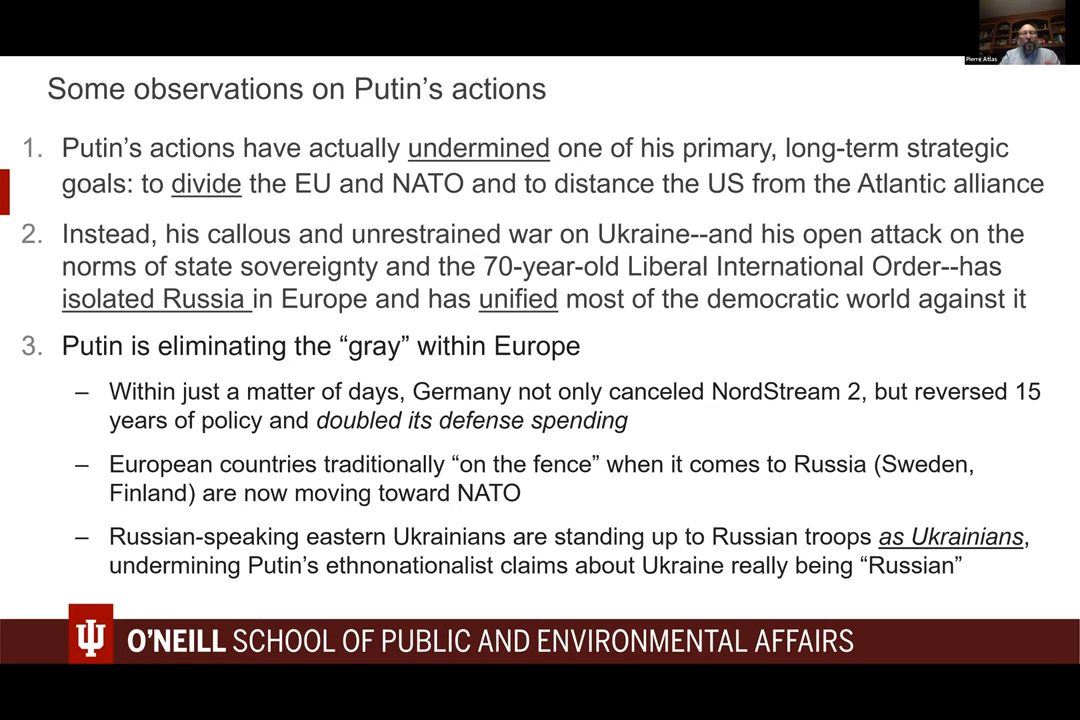 Pierre Atlas
Some observations on Putin’s actions
1. Putin’s actions have actually undermined one of his primary, long-term strategic
goals: to divide the EU and NATO and to distance the US from the Atlantic alliance
2. Instead, his callous and unrestrained war on Ukraine--and his open attack on the
norms of state sovereignty and the 70-year-old Liberal International Order--has
isolated Russia in Europe and has unified most of the democratic world against it
3. Putin is eliminating the “gray” within Europe
– Within just a matter of days, Germany not only canceled NordStream 2, but reversed 15
years of policy and doubled its defense spending
– European countries traditionally “on the fence” when it comes to Russia (Sweden,
Finland) are now moving toward NATO
– Russian-speaking eastern Ukrainians are standing up to Russian troops as Ukrainians,
undermining Putin’s ethnonationalist claims about Ukraine really being “Russian”
O’NEILL SCHOOL OF PUBLIC AND ENVIRONMENTAL AFFAIRS